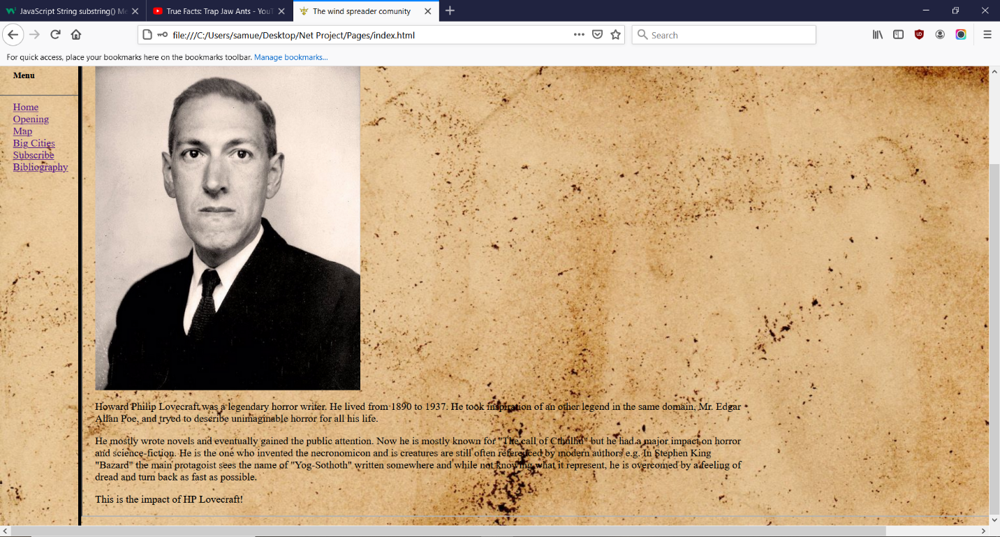 JavaScript String substring() Me
True Facts: Trap Jaw Ants - YouT
The wind spreader comunity
file:///C:/Users/samue/Desktop/Net Project/Pages/index.html
Search
For quick access, place your bookmarks here on the bookmarks toolbar. Manage bookmarks...
Menu
Home
Opening
Map
Big Cities
Subscribe
Bibliography
Howard Philip Lovecraft was a legendary horror writer. He lived from 1890 to 1937. He took inspiration of an other legend in the same domain, Mr. Edgar
Allan Poe, and tryed to describe unimaginable horror for all his life.
He mostly wrote novels and eventually gained the public attention. Now he is mostly known for "The call of Cthulhu" but he had a major impact on horror
and science-fiction. He is the one who invented the necronomicon and is creatures are still often referenced by modern authors e.g. In Stephen King
"Bazard" the main protagoist sees the name of "Yog-Sothoth" written somewhere and while not knowing what it represent, he is overcomed by a feeling of
dread and turn back as fast as possible.
This is the impact of HP Lovecraft!